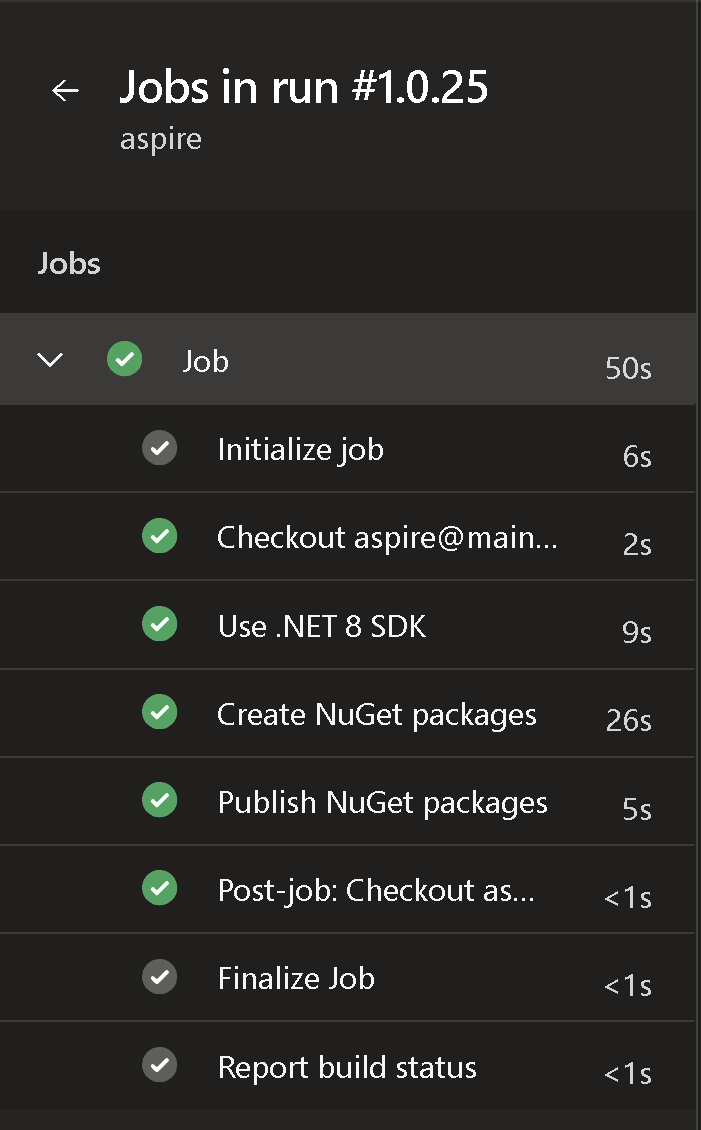 Jobs in run #1.0.25
aspire
Jobs
Job 50s
Initialize job 6s
Checkout aspire@main... 2s
Use .NET 8 SDK 9s
Create NuGet packages 26s
Publish NuGet packages 5s
Post-job: Checkout as... <1s
Finalize Job <1s
Report build status <1s